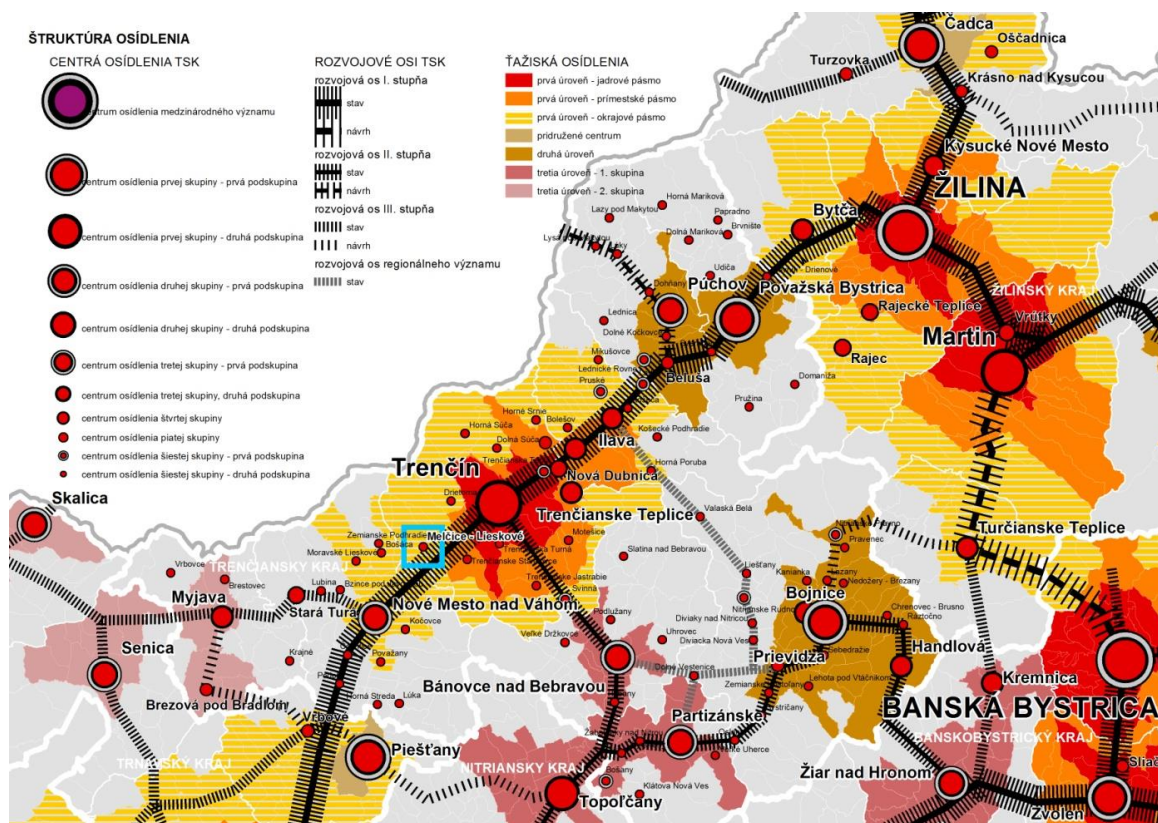 ŠTRUKTÚRA OSÍDLENIA
CENTRÁ OSÍDLENIA TSK
centrum osídlenia medzinárodného významu
centrum osídlenia prvej skupiny - prvá podskupina
centrum osídlenia prvej skupiny - druhá podskupina
centrum osídlenia druhej skupiny - prvá podskupina
centrum osídlenia druhej skupiny - druhá podskupina
centrum osídlenia tretej skupiny - prvá podskupina
centrum osídlenia tretej skupiny, druhá podskupina
centrum osídlenia štvrtej skupiny
centrum osídlenia piatej skupiny
centrum osídlenia šiestej skupiny - prvá podskupina
centrum osídlenia šiestej skupiny - druhá podskupina
ROZVOJOVÉ OSI TSK
rozvojová os I. stupňa
stav
návrh
rozvojová os II. stupňa
stav
návrh
rozvojová os III. stupňa
stav
návrh
rozvojová os regionálneho významu
stav
ŤAŽISKÁ OSÍDLENIA
prvá úroveň - jadrové pásmo
prvá úroveň - prímestské pásmo
prvá úroveň - okrajové pásmo
pridružené centrum
druhá úroveň
tretia úroveň - 1. skupina
tretia úroveň - 2. skupina
Čadca
Oščadnica
Turzovka
Krásno nad Kysucou
Kysucké Nové Mesto
ŽILINA
Bytča
Horná Mariková
Lazy pod Makytou
Papradno
Brvnište
Dolná Mariková
Udiča
Dohňany
Púchov
Považská Bystrica
ŽILINSKÝ KRAJ
Rajecké Teplice
Vrútky
Martin
Rajec
Lednica
Dolné Kočkovce
Mikušovce
Lednické Rovne
Beluša
Pruské
Domaniža
Pružina
Horné Srnie
Bolešov
Horná Súča
Dolná Súča
Ilava
Košecké Podhradie
Trenčín
Nová Dubnica
Horná Poruba
Trenčianske Teplice
Skalica
Valaská Belá
Motešice
Zemianske Podhradie
Bošáca
Melčice - Lieskové
Moravské Lieskové
Trenčianska Turná
Slatina nad Bebravou
Turčianske Teplice
Pravenec
Vrbovce
TRENČIANSKY KRAJ
Brestovec
Lubina
Trenčianske Jastrabie
Svinna
Liešťany
Kanianka
Lazany
Nedožery - Brezany
Bojnice
Myjava
Stará Turá
Nové Mesto nad Váhom
Podlužany
Diviaky nad Nitricou
Chrenovec - Brusno
Ráztočno
Kočovce
Veľké Držkovce
Uhrovec
Diviacka Nová Ves
Senica
Krajné
Považany
Sebedražie
Prievidza
Handlová
Lehota pod Vtáčnikom
Kremnica
Brezová pod Bradlom
Lúka
Bánovce nad Bebravou
Partizánske
BANSKÁ BYSTRICA
Vrbové
Piešťany
BANSKOBYSTRICKÝ KRAJ
TRNAVSKÝ KRAJ
NITRIANSKY KRAJ
Bošany
Klátova Nová Ves
Topoľčany
Žiar nad Hronom
Zvolen